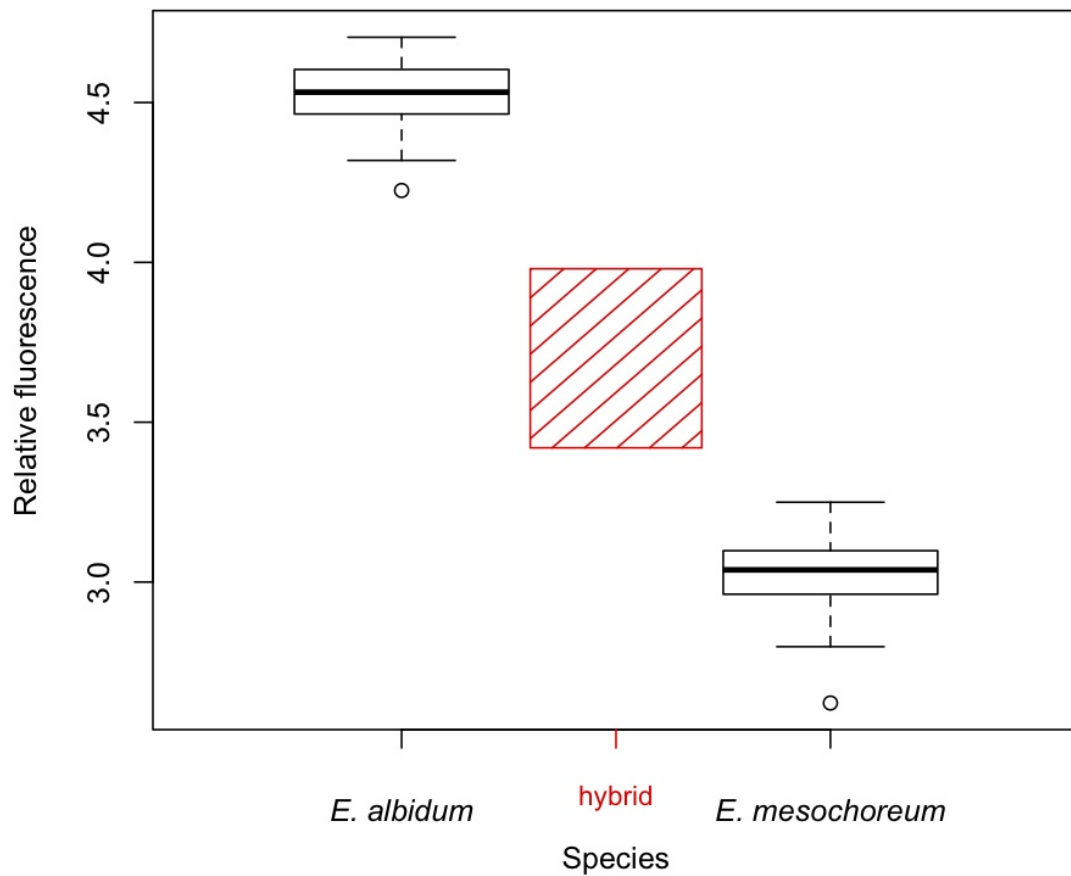 Relative fluorescence
4.5
4.0
3.5
3.0
E. albidum
hybrid
E. mesochoreum
Species